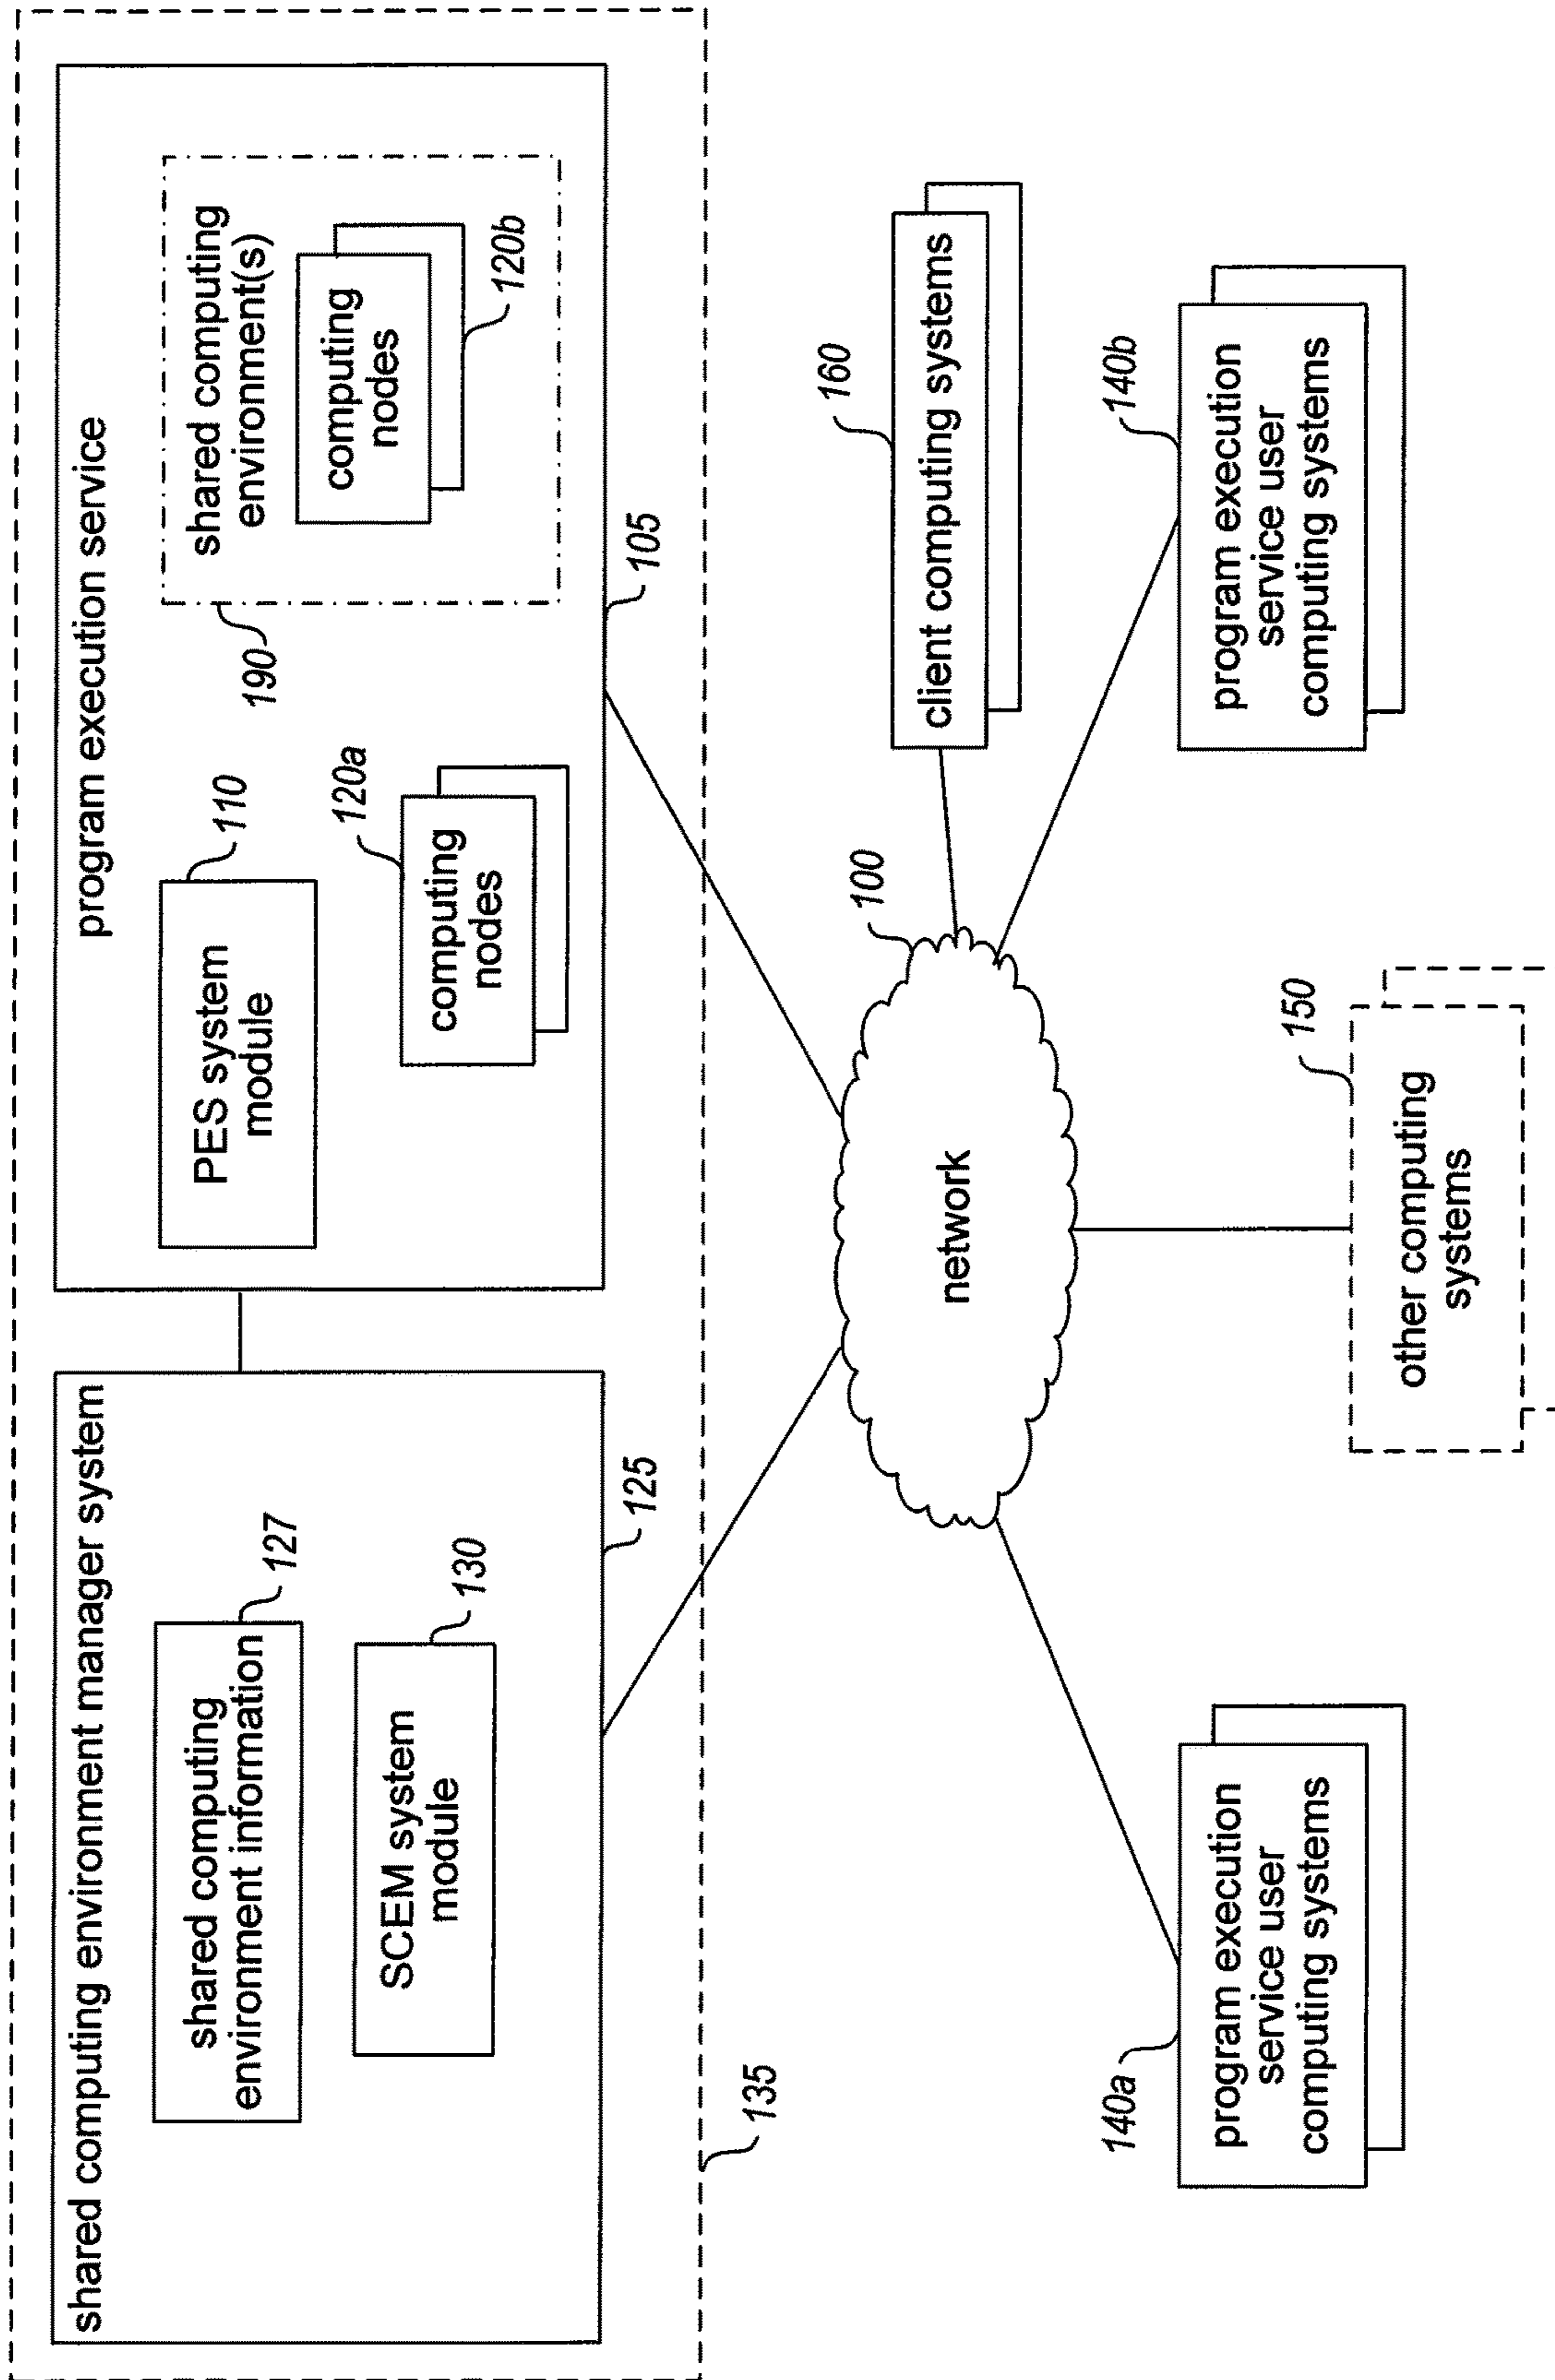 shared computing environment manager system
shared computing
environment information
127
SCEM system
module
130
125
135
program execution service
PES system
module
110
computing
nodes
120a
shared computing
environment(s)
computing
nodes
120b
190
105
network
100
program execution
service user
computing systems
140a
other computing
systems
150
client computing systems
160
program execution
service user
computing systems
140b